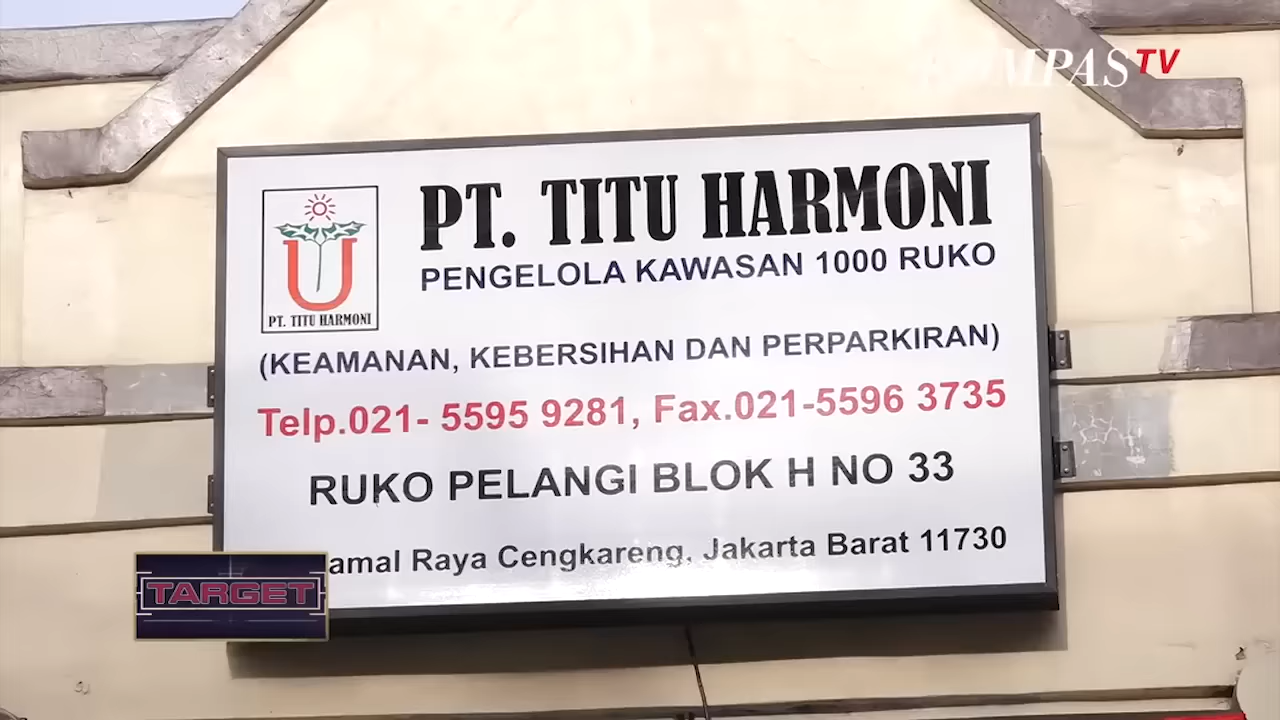 KOMPAS TV
PT. TITU HARMONI
PENGELOLA KAWASAN 1000 RUKO
PT. TITU HARMONI
(KEAMANAN, KEBERSIHAN DAN PERPARKIRAN)
Telp.021- 5595 9281, Fax.021-5596 3735
RUKO PELANGI BLOK H NO 33
Raya Cengkareng, Jakarta Barat 11730
TARGET